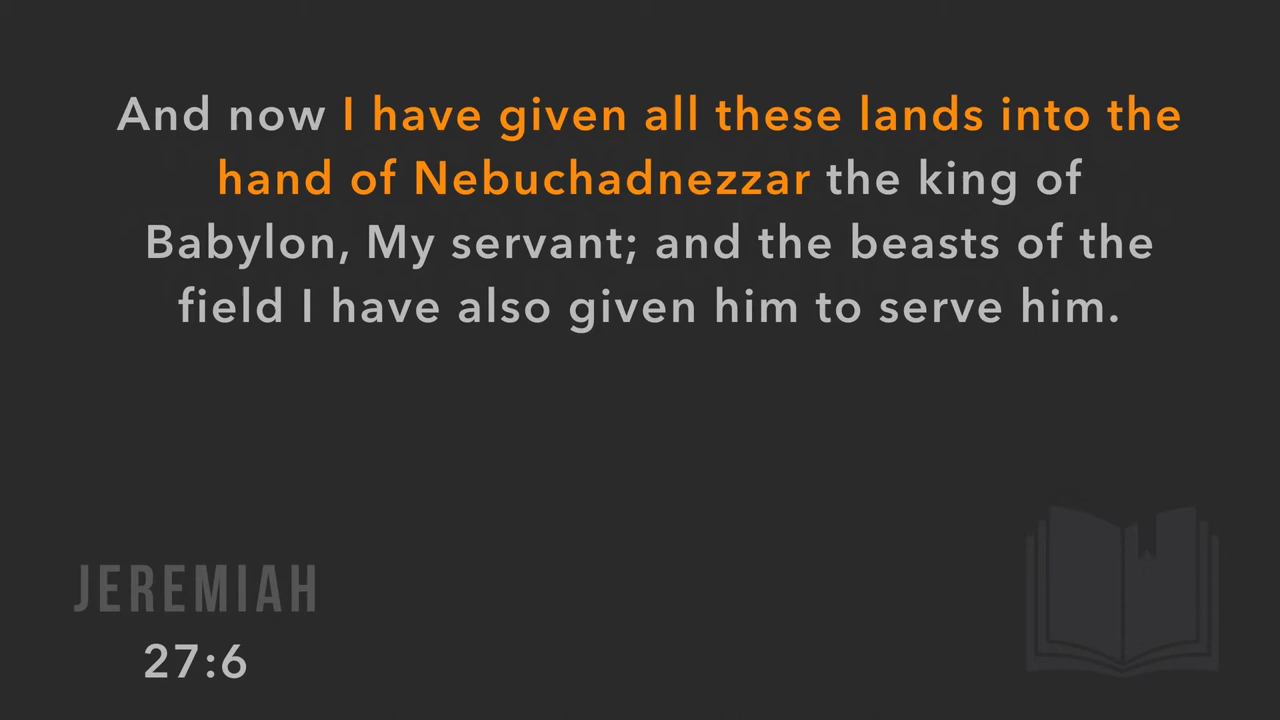 And now I have given all these lands into the
hand of Nebuchadnezzar the king of
Babylon, My servant; and the beasts of the
field I have also given him to serve him.
JEREMIAH
27:6